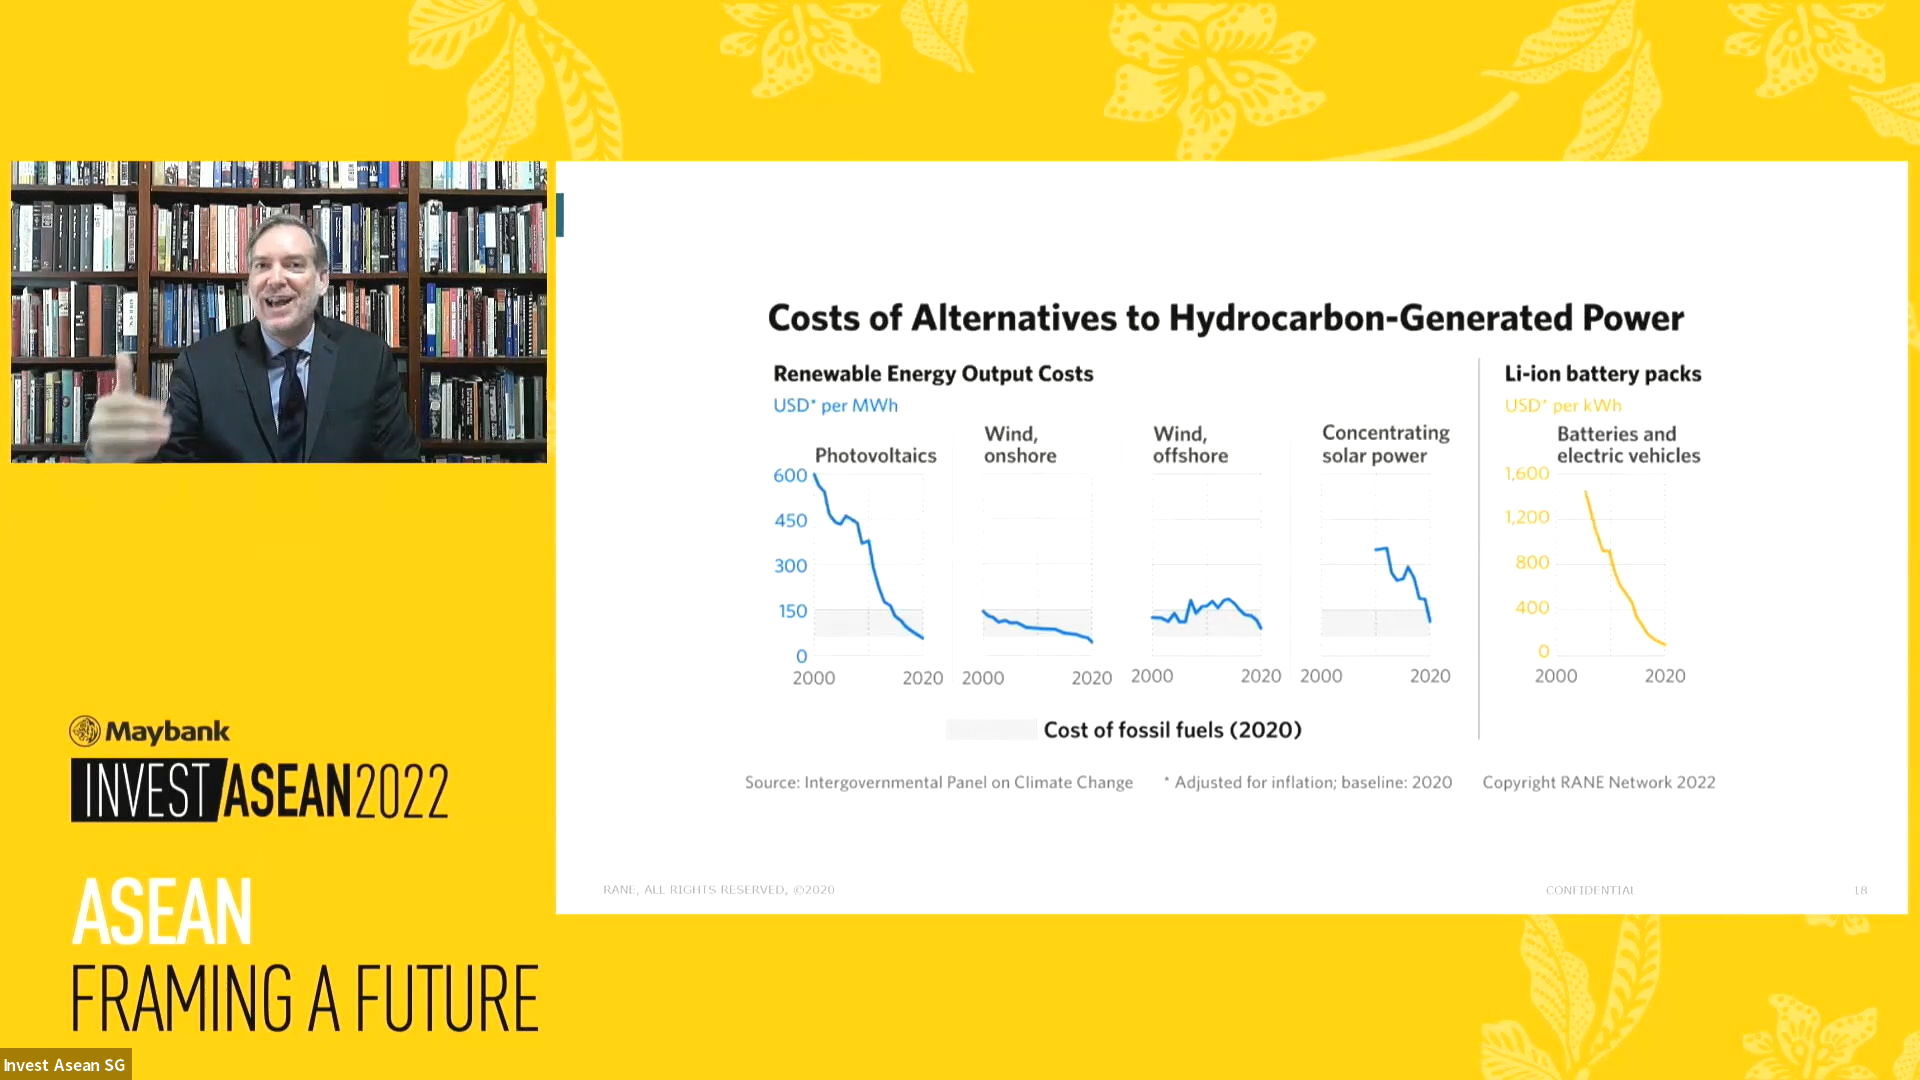 Costs of Alternatives to Hydrocarbon-Generated Power
Renewable Energy Output Costs
USD* per MWh
Photovoltaics
Wind,
onshore
Wind,
offshore
Concentrating
solar power
600
450
300
150
0
2000 2020
2000 2020
2000 2020
2000 2020
Li-ion battery packs
USD* per kWh
Batteries and
electric vehicles
1,600
1,200
800
400
0
2000 2020
Cost of fossil fuels (2020)
Source: Intergovernmental Panel on Climate Change * Adjusted for inflation; baseline: 2020 Copyright RANE Network 2022
RANE, ALL RIGHTS RESERVED, ©2020 CONFIDENTIAL 18
Maybank
INVEST ASEAN 2022
ASEAN
FRAMING A FUTURE
Invest Asean SG